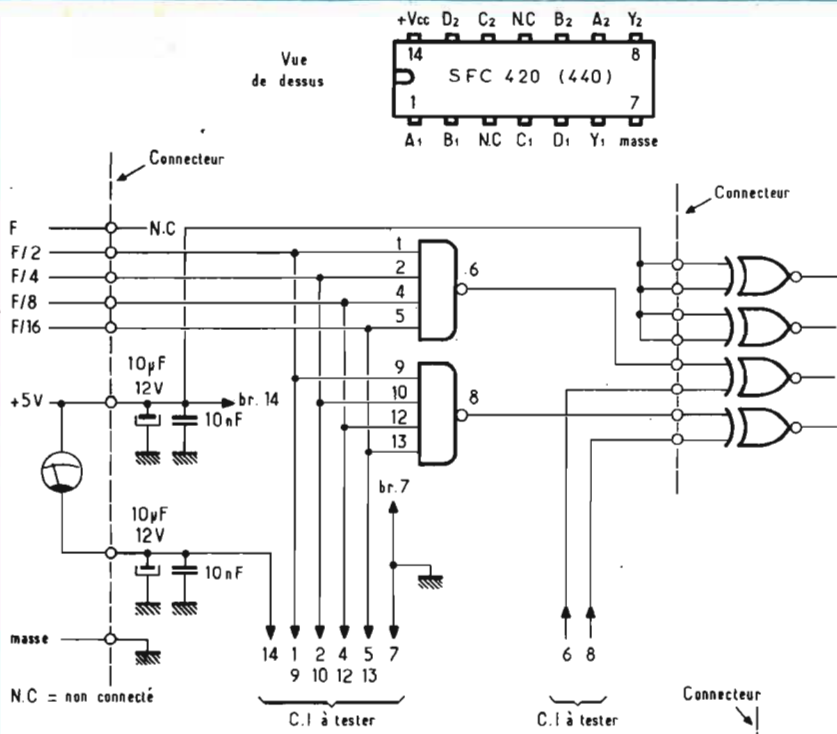 +Vcc D2 C2 N.C B2 A2 Y2
Vue
de dessus
14 8
SFC 420 (440)
1 7
A1 B1 N.C C1 D1 Y1 masse
Connecteur
Connecteur
F
N.C
F/2
1
F/4
2
6
F/8
4
F/16
5
10µF
12V
9
8
+5V
br. 14
10
10nF
12
13
br.7
10µF
12V
10nF
masse
14 1 2 4 5 7
9 10 12 13
6 8
N.C = non connecté
C.I à tester
C.I à tester
Connecteur